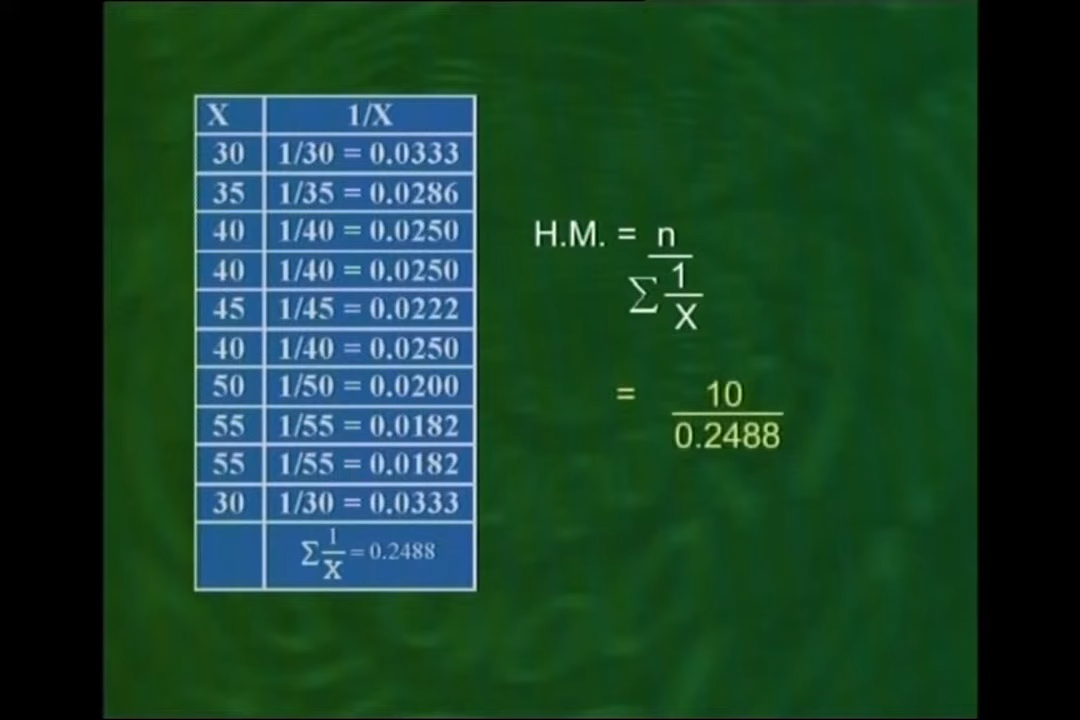 X 1/X
30 1/30 = 0.0333
35 1/35 = 0.0286
40 1/40 = 0.0250
40 1/40 = 0.0250
45 1/45 = 0.0222
40 1/40 = 0.0250
50 1/50 = 0.0200
55 1/55 = 0.0182
55 1/55 = 0.0182
30 1/30 = 0.0333
∑ 1/X = 0.2488
H.M. = n
∑ 1
X
= 10
0.2488